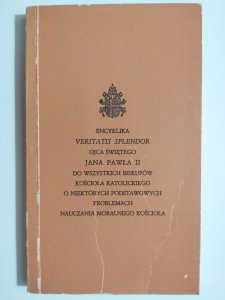 ENCYKLIKA
VERITATIS SPLENDOR
OJCA ŚWIĘTEGO
JANA PAWŁA II
DO WSZYSTKICH BISKUPÓW
KOŚCIOŁA KATOLICKIEGO
O NIEKTÓRYCH PODSTAWOWYCH
PROBLEMACH
NAUCZANIA MORALNEGO KOŚCIOŁA